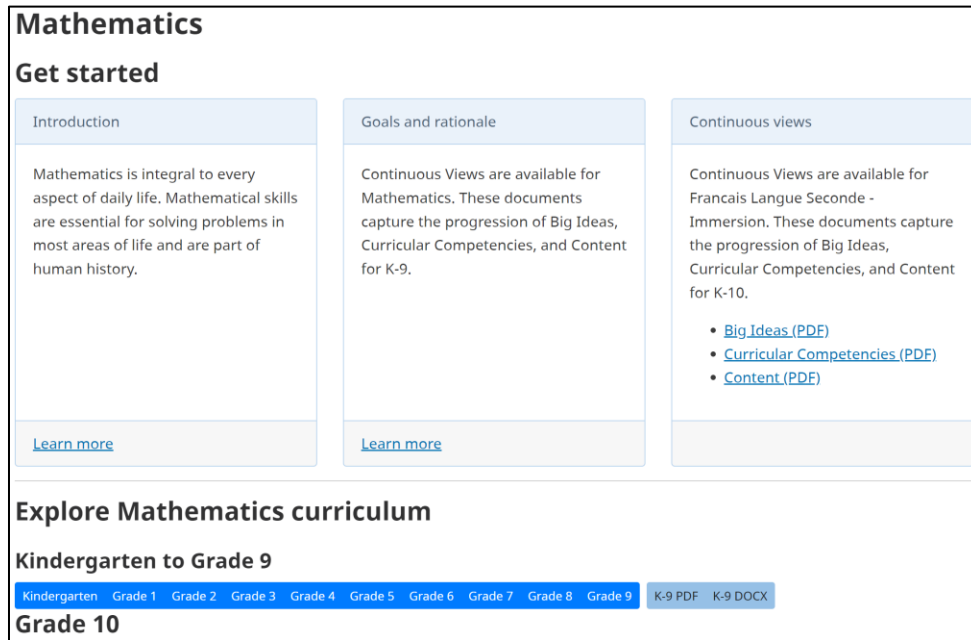 Mathematics
Get started
Introduction
Mathematics is integral to every
aspect of daily life. Mathematical skills
are essential for solving problems in
most areas of life and are part of
human history.
Learn more
Goals and rationale
Continuous Views are available for
Mathematics. These documents
capture the progression of Big Ideas,
Curricular Competencies, and Content
for K-9.
Learn more
Continuous views
Continuous Views are available for
Francais Langue Seconde -
Immersion. These documents capture
the progression of Big Ideas,
Curricular Competencies, and Content
for K-10.
• Big Ideas (PDF)
• Curricular Competencies (PDF)
• Content (PDF)
Explore Mathematics curriculum
Kindergarten to Grade 9
Kindergarten Grade 1 Grade 2 Grade 3 Grade 4 Grade 5 Grade 6 Grade 7 Grade 8 Grade 9 K-9 PDF K-9 DOCX
Grade 10